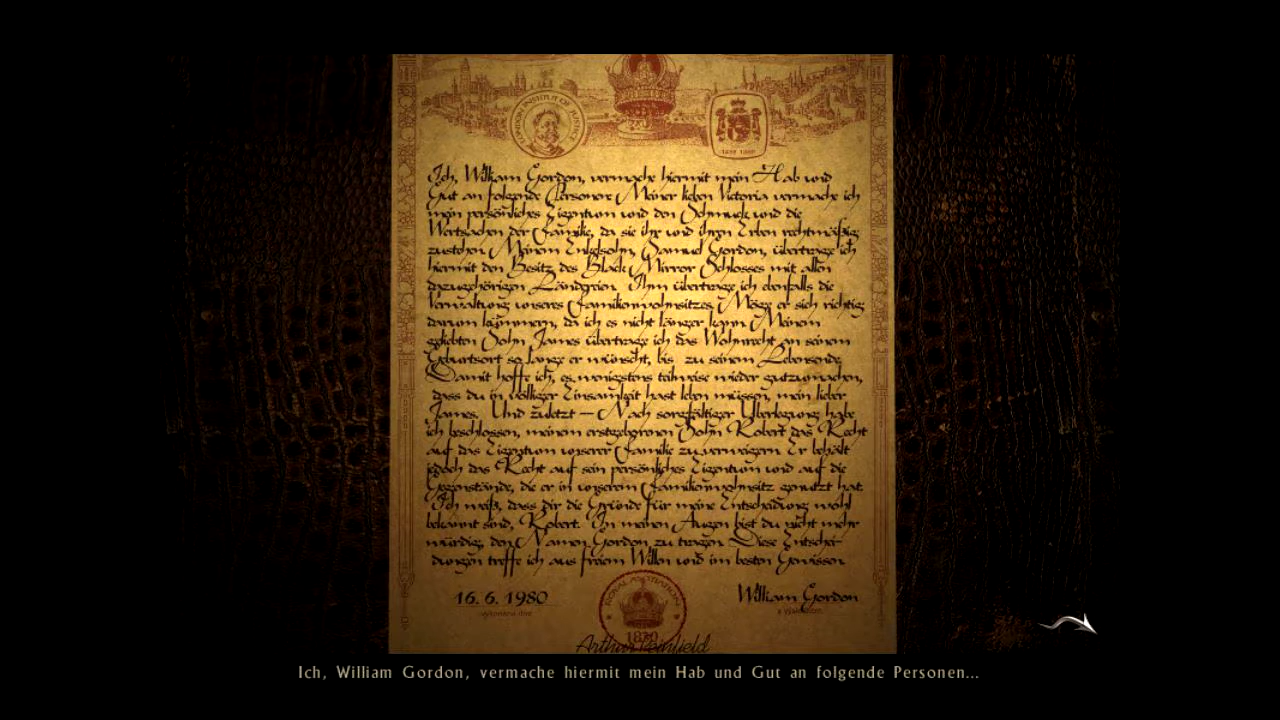 LONDON INSTITUT OF JUSTICE
1859 1889
Ich, William Gordon, vermache hiermit mein Hab und
Gut an folgende Personen: Meiner lieben Victoria vermache ich
mein persönliches Eigentum und den Schmuck und die
Wertsachen der Familie, da sie ihr und ihren Erben rechtmäßig
zustehen. Meinem Enkelsohn, Samuel Gordon, übertrage ich
hiermit den Besitz des Black Mirror Schlosses mit allen
dazugehörigen Ländereien. Ihm übertrage ich ebenfalls die
Verwaltung unseres Familienwohnsitzes. Möge er sich richtig
darum kümmern, da ich es nicht länger kann. Meinem
geliebten Sohn James übertrage ich das Wohnrecht an seinem
Geburtsort so lange er wünscht, bis zu seinem Lebensende.
Damit hoffe ich, es wenigstens teilweise wieder gutzumachen,
dass du in völliger Einsamkeit hast leben müssen, mein lieber
James. Und zuletzt – Nach sorgfältiger Überlegung habe
ich beschlossen, meinem erstgeborenen Sohn Robert das Recht
auf das Eigentum unserer Familie zu verweigern. Er behält
jedoch das Recht auf sein persönliches Eigentum und auf die
Gegenstände, die er in unserem Familienwohnsitz genutzt hat.
Ich weiß, dass dir die Gründe für meine Entscheidung wohl
bekannt sind, Robert. In meinen Augen bist du nicht mehr
würdig, den Namen Gordon zu tragen. Diese Entschei-
dungen treffe ich aus freiem Willen und im besten Gewissen.
16. 6. 1980
William Gordon
1830
Ich, William Gordon, vermache hiermit mein Hab und Gut an folgende Personen...